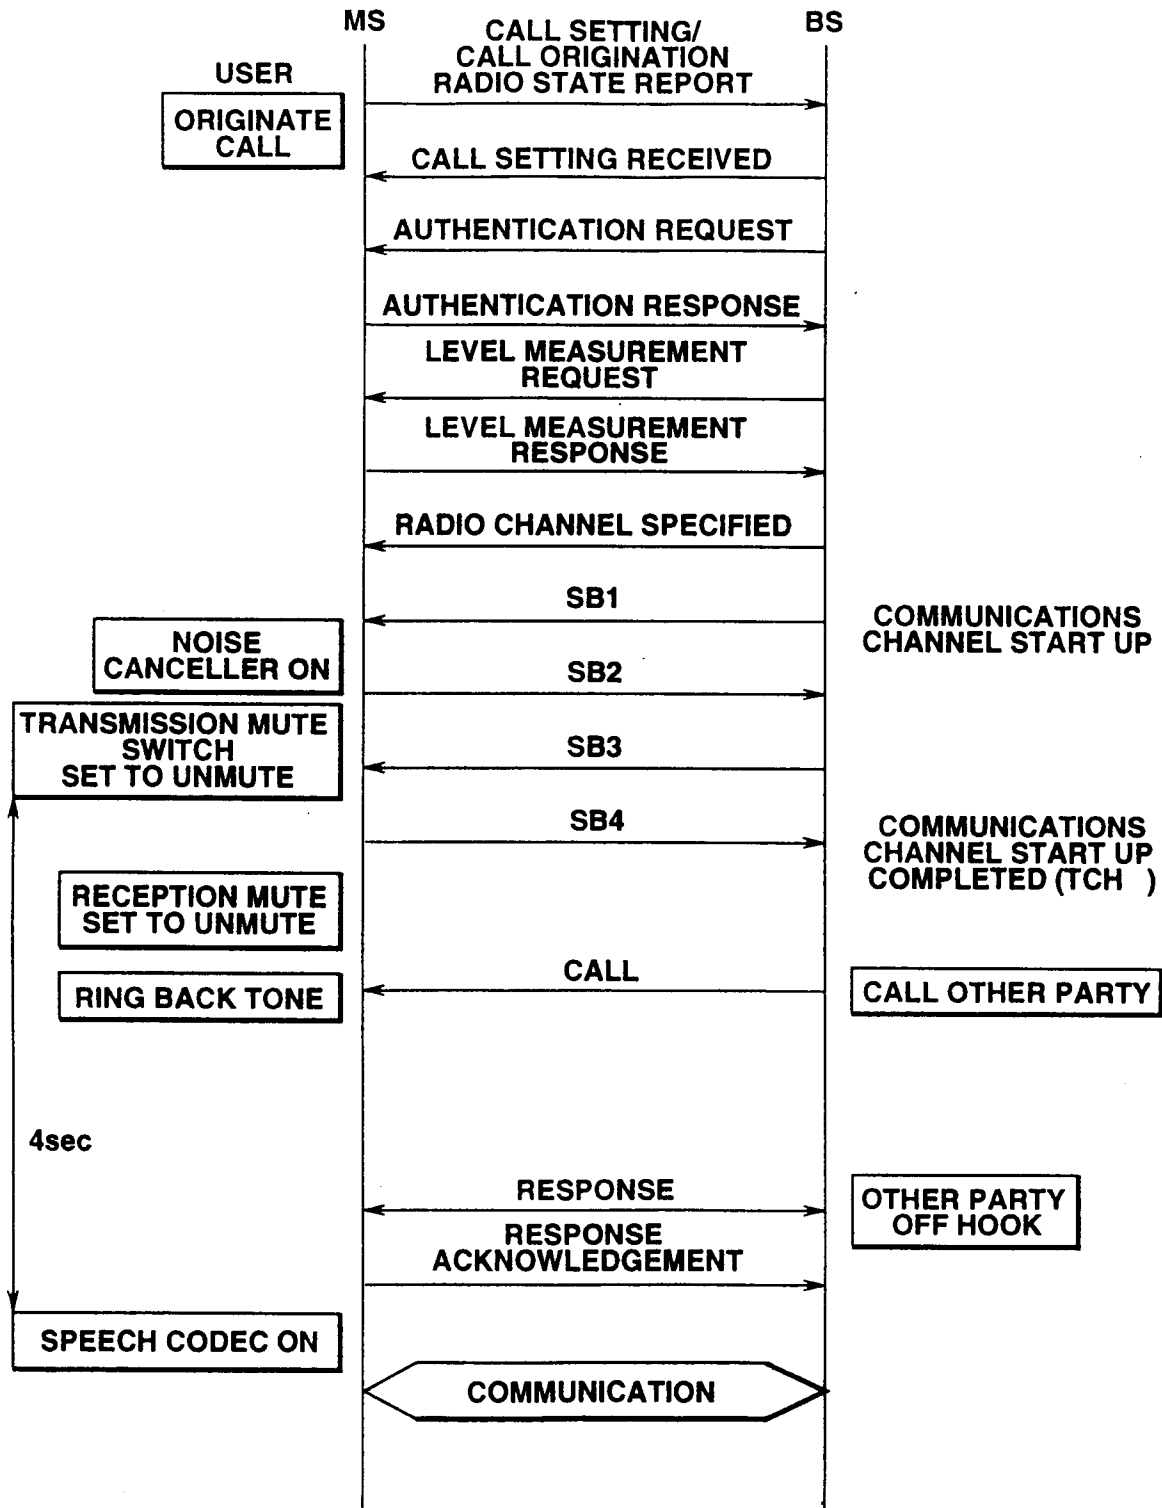 MS
BS
CALL SETTING/
CALL ORIGINATION
RADIO STATE REPORT
USER
ORIGINATE
CALL
CALL SETTING RECEIVED
AUTHENTICATION REQUEST
AUTHENTICATION RESPONSE
LEVEL MEASUREMENT
REQUEST
LEVEL MEASUREMENT
RESPONSE
RADIO CHANNEL SPECIFIED
SB1
COMMUNICATIONS
CHANNEL START UP
NOISE
CANCELLER ON
SB2
TRANSMISSION MUTE
SWITCH
SET TO UNMUTE
SB3
SB4
COMMUNICATIONS
CHANNEL START UP
COMPLETED (TCH )
RECEPTION MUTE
SET TO UNMUTE
CALL
RING BACK TONE
CALL OTHER PARTY
4sec
RESPONSE
OTHER PARTY
OFF HOOK
RESPONSE
ACKNOWLEDGEMENT
SPEECH CODEC ON
COMMUNICATION